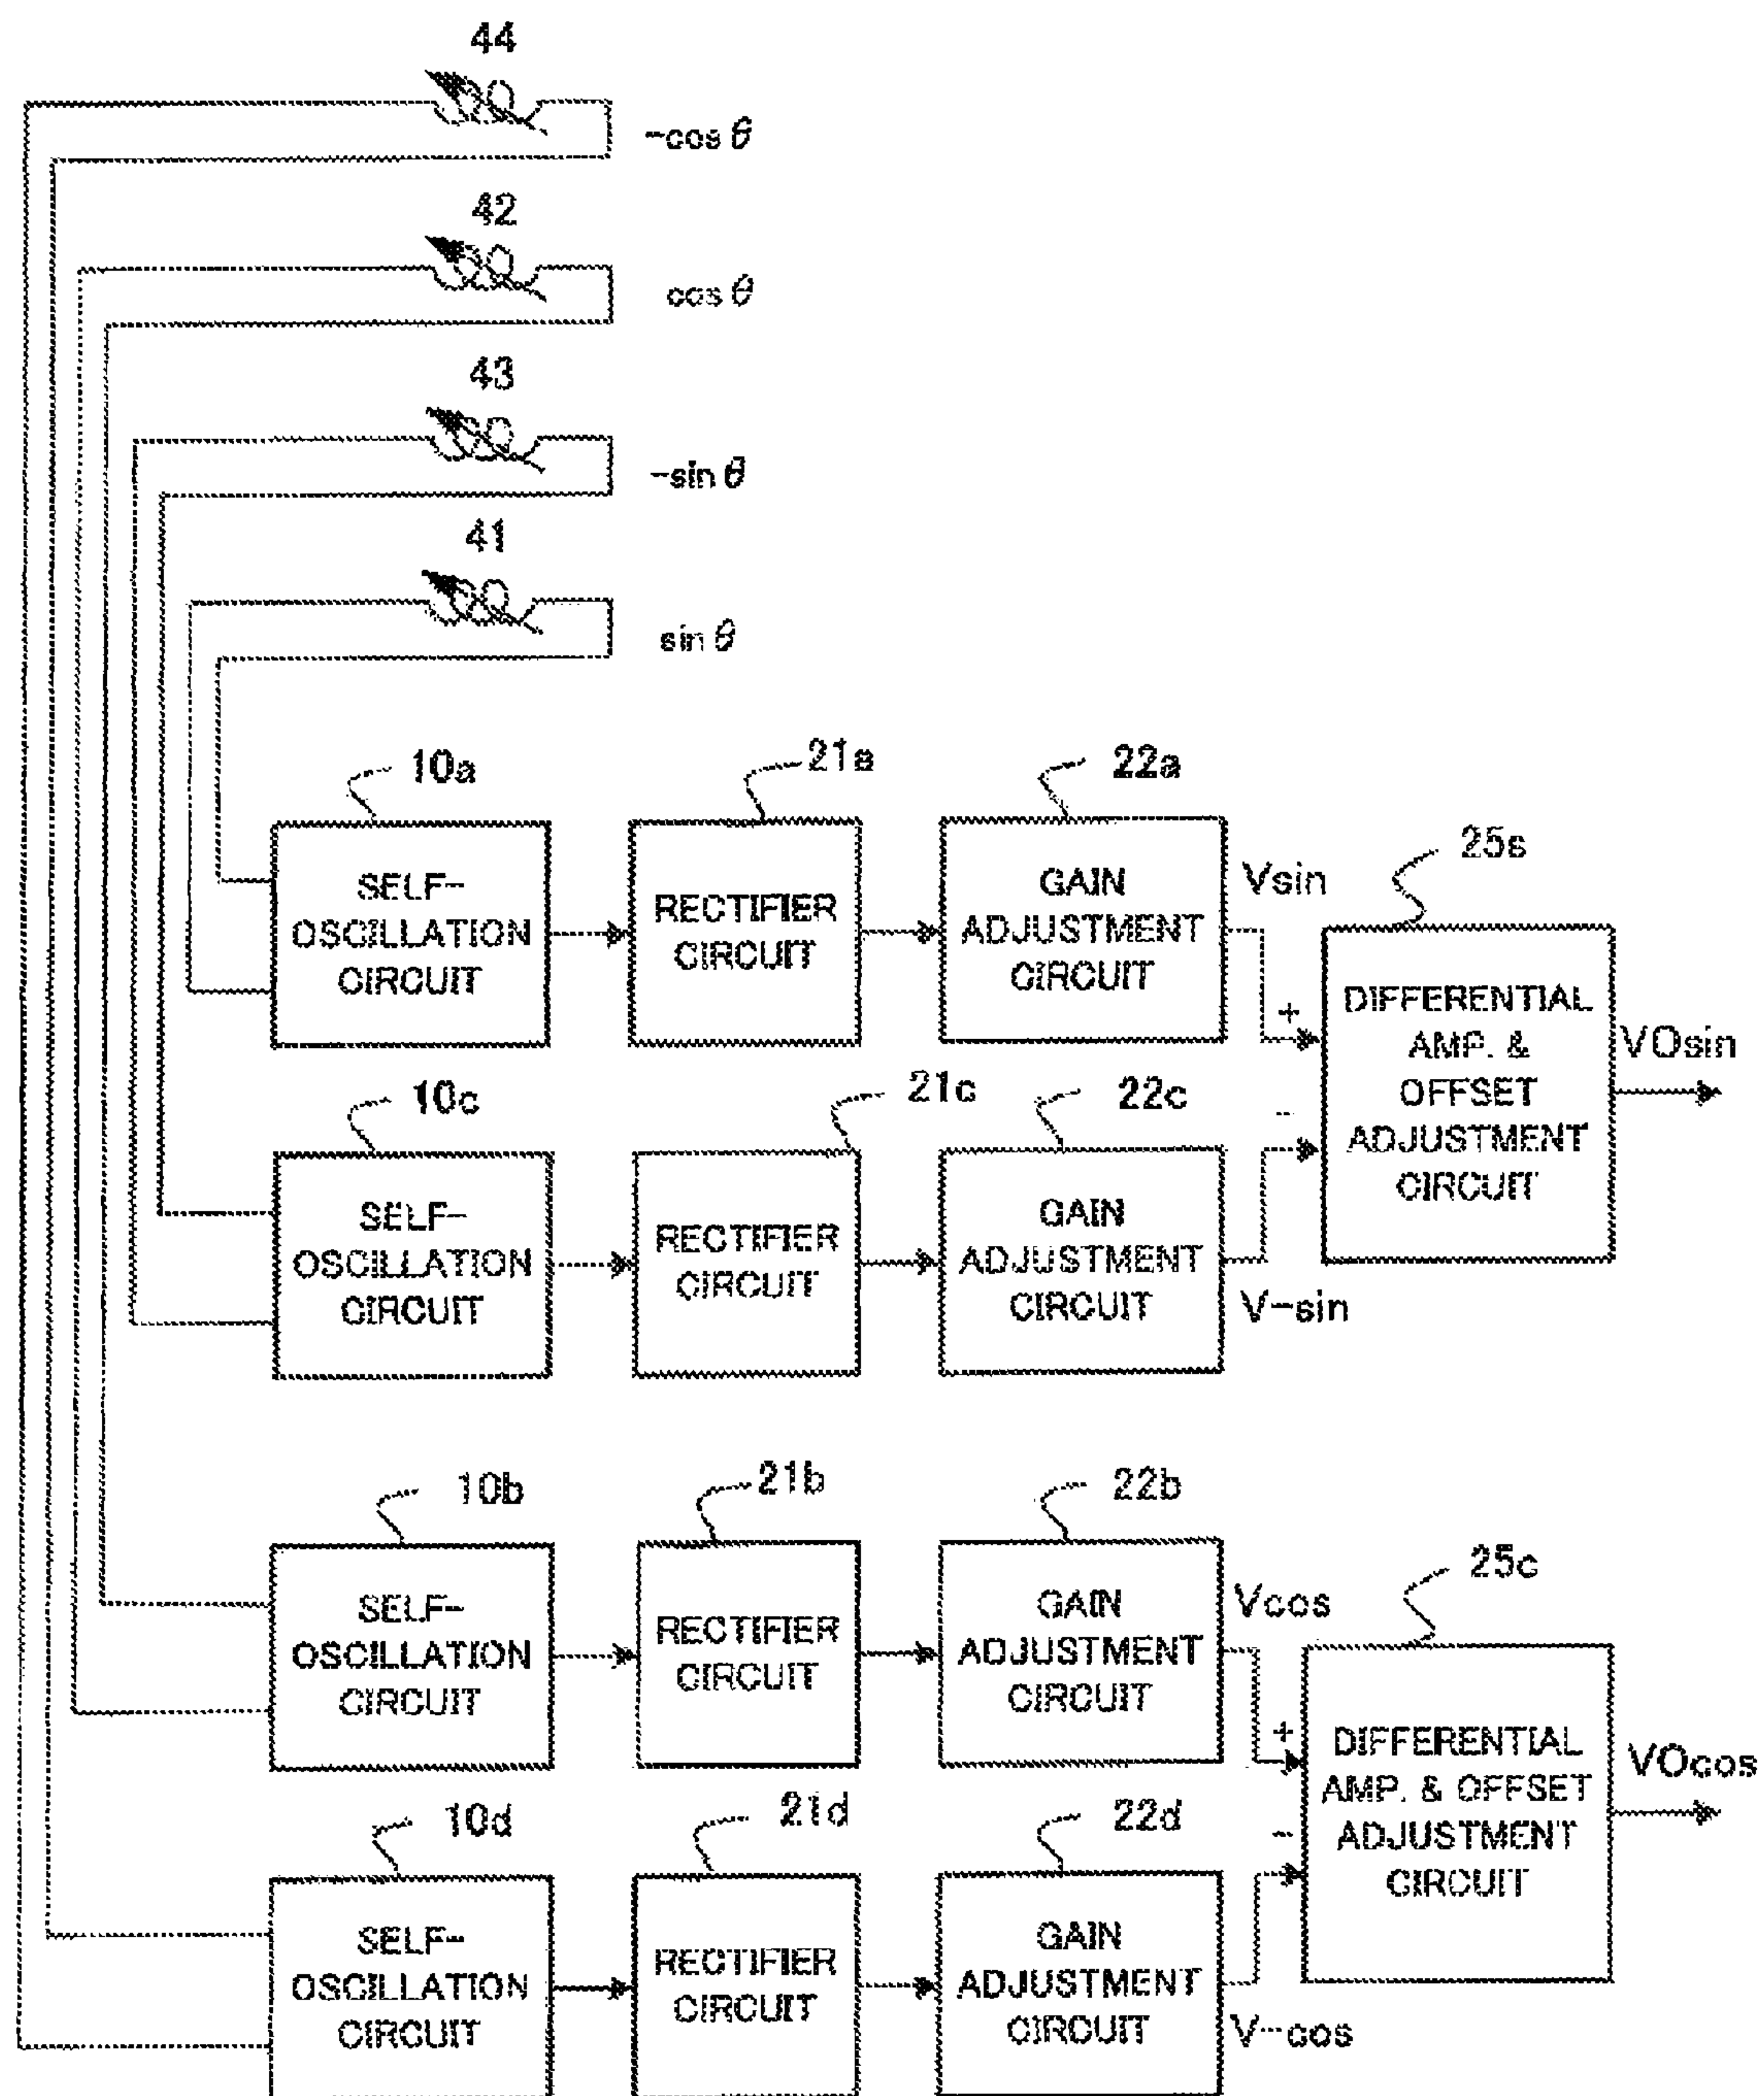 44
-cos θ
42
cos θ
43
-sin θ
41
sin θ
10a
21a
22a
25s
SELF-
OSCILLATION
CIRCUIT
RECTIFIER
CIRCUIT
GAIN
ADJUSTMENT
CIRCUIT
Vsin
+
-
DIFFERENTIAL
AMP. &
OFFSET
ADJUSTMENT
CIRCUIT
VOsin
10c
21c
22c
SELF-
OSCILLATION
CIRCUIT
RECTIFIER
CIRCUIT
GAIN
ADJUSTMENT
CIRCUIT
V-sin
10b
21b
22b
25c
SELF-
OSCILLATION
CIRCUIT
RECTIFIER
CIRCUIT
GAIN
ADJUSTMENT
CIRCUIT
Vcos
+
-
DIFFERENTIAL
AMP. & OFFSET
ADJUSTMENT
CIRCUIT
VOcos
10d
21d
22d
SELF-
OSCILLATION
CIRCUIT
RECTIFIER
CIRCUIT
GAIN
ADJUSTMENT
CIRCUIT
V-cos